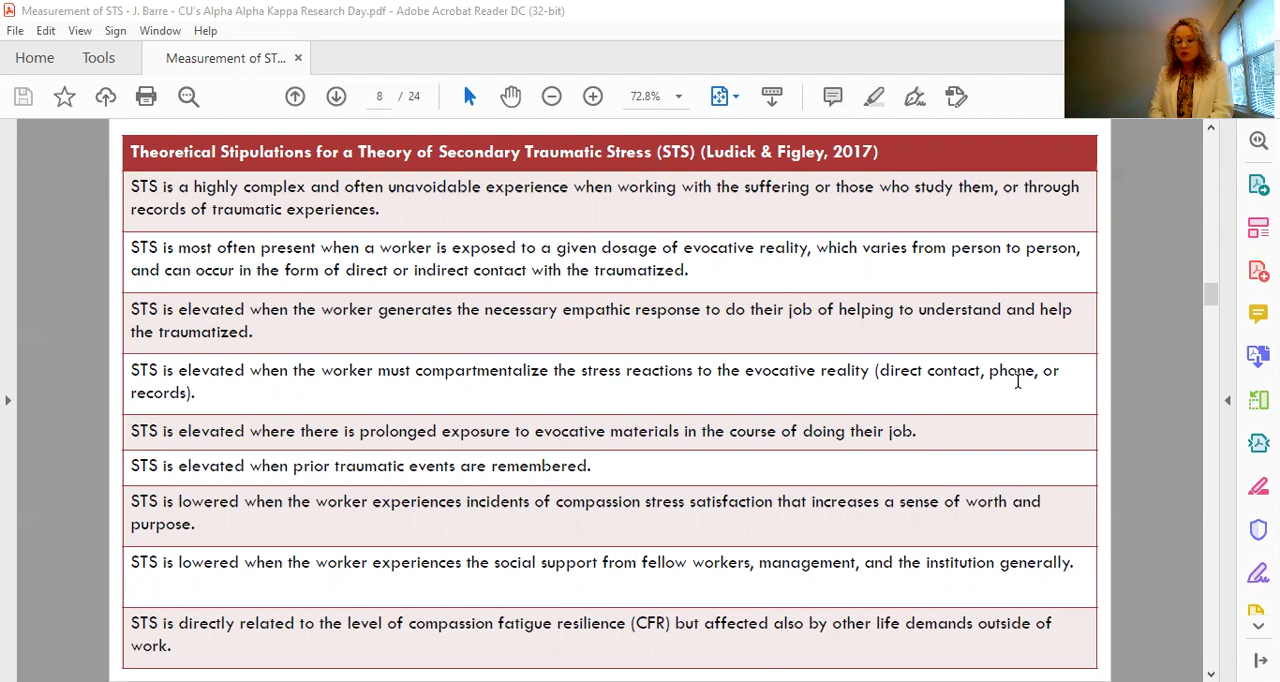 Measurement of STS - J. Barre - CU's Alpha Alpha Kappa Research Day.pdf - Adobe Acrobat Reader DC (32-bit)
File Edit View Sign Window Help
Home Tools Measurement of ST... ×
8 / 24 72.8%
Theoretical Stipulations for a Theory of Secondary Traumatic Stress (STS) (Ludick & Figley, 2017)
STS is a highly complex and often unavoidable experience when working with the suffering or those who study them, or through
records of traumatic experiences.
STS is most often present when a worker is exposed to a given dosage of evocative reality, which varies from person to person,
and can occur in the form of direct or indirect contact with the traumatized.
STS is elevated when the worker generates the necessary empathic response to do their job of helping to understand and help
the traumatized.
STS is elevated when the worker must compartmentalize the stress reactions to the evocative reality (direct contact, phone, or
records).
STS is elevated where there is prolonged exposure to evocative materials in the course of doing their job.
STS is elevated when prior traumatic events are remembered.
STS is lowered when the worker experiences incidents of compassion stress satisfaction that increases a sense of worth and
purpose.
STS is lowered when the worker experiences the social support from fellow workers, management, and the institution generally.
STS is directly related to the level of compassion fatigue resilience (CFR) but affected also by other life demands outside of
work.